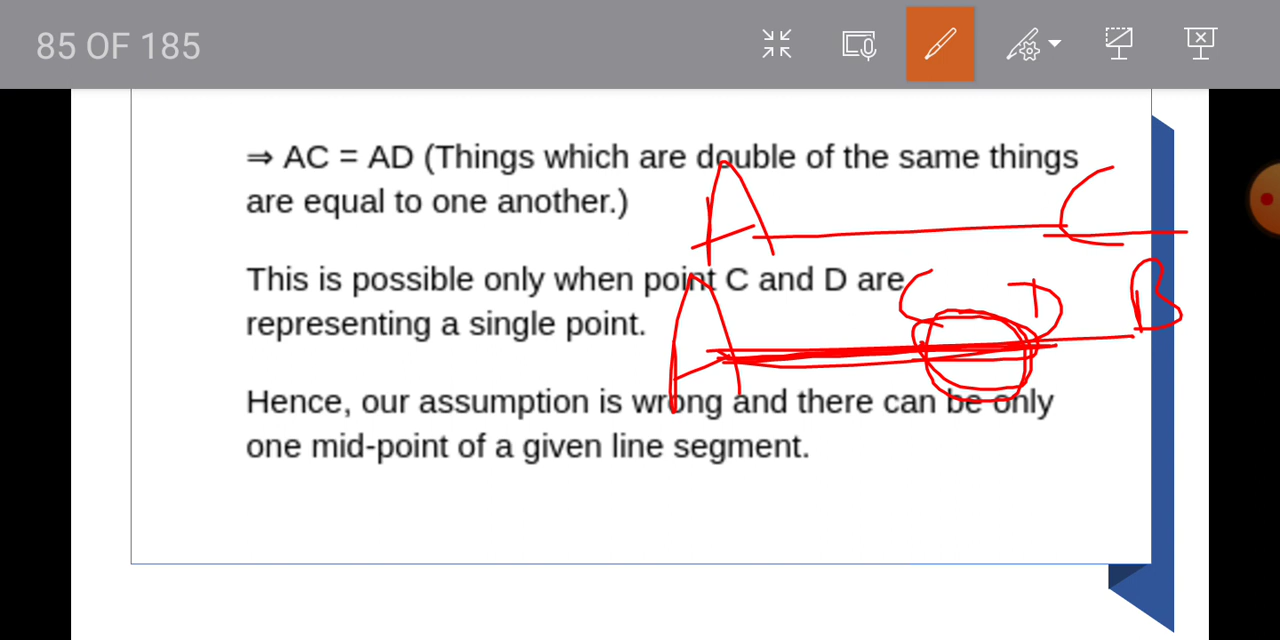 85 OF 185
⇒ AC = AD (Things which are double of the same things
are equal to one another.)
A C
This is possible only when point C and D are
representing a single point.
A C D B
Hence, our assumption is wrong and there can be only
one mid-point of a given line segment.